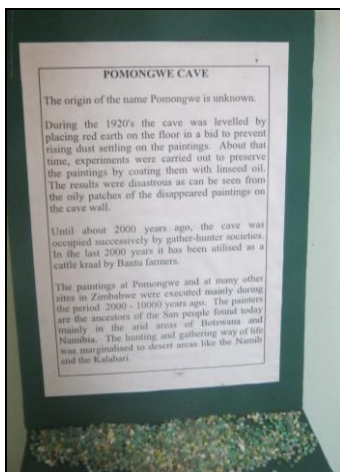 POMONGWE CAVE
The origin of the name Pomongwe is unknown.
During the 1920's the cave was levelled by
placing red earth on the floor in a bid to prevent
rising dust settling on the paintings. About that
time, experiments were carried out to preserve
the paintings by coating them with linseed oil.
The results were disastrous as can be seen from
the oily patches of the disappeared paintings on
the cave wall.
Until about 2000 years ago, the cave was
occupied successively by gather-hunter societies.
In the last 2000 years it has been utilised as a
cattle kraal by Bantu farmers.
The paintings at Pomongwe and at many other
sites in Zimbabwe were executed mainly during
the period 2000 - 10000 years ago. The painters
are the ancestors of the San people found today
mainly in the arid areas of Botswana and
Namibia. The hunting and gathering way of life
was marginalised to desert areas like the Namib
and the Kalahari.